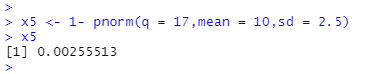 >
> x5 <- 1- pnorm(q = 17,mean = 10,sd = 2.5)
> x5
[1] 0.00255513
>